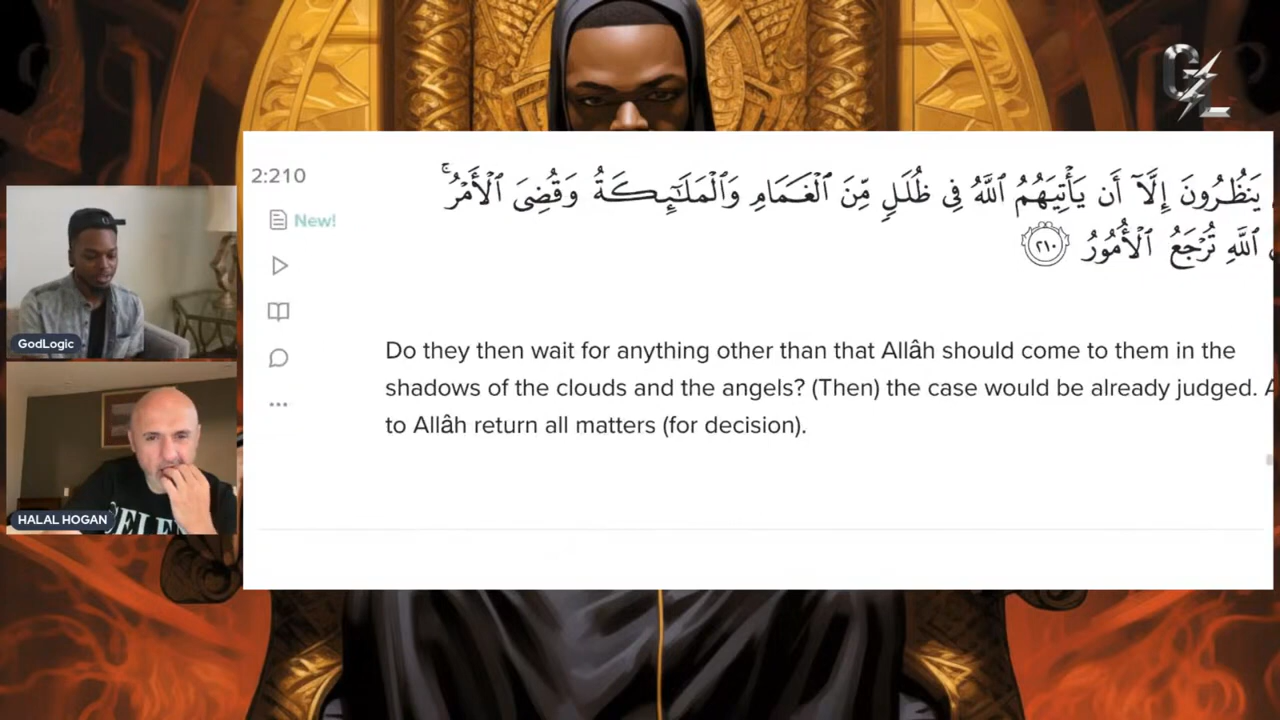 GL
2:210
New!
يَنظُرُونَ إِلَّآ أَن يَأْتِيَهُمُ ٱللَّهُ فِى ظُلَلٍ مِّنَ ٱلْغَمَامِ وَٱلْمَلَـٰٓئِكَةُ وَقُضِىَ ٱلْأَمْرُ ۚ
ٱللَّهِ تُرْجَعُ ٱلْأُمُورُ ٢١٠
Do they then wait for anything other than that Allâh should come to them in the
shadows of the clouds and the angels? (Then) the case would be already judged.
to Allâh return all matters (for decision).
GodLogic
HALAL HOGAN